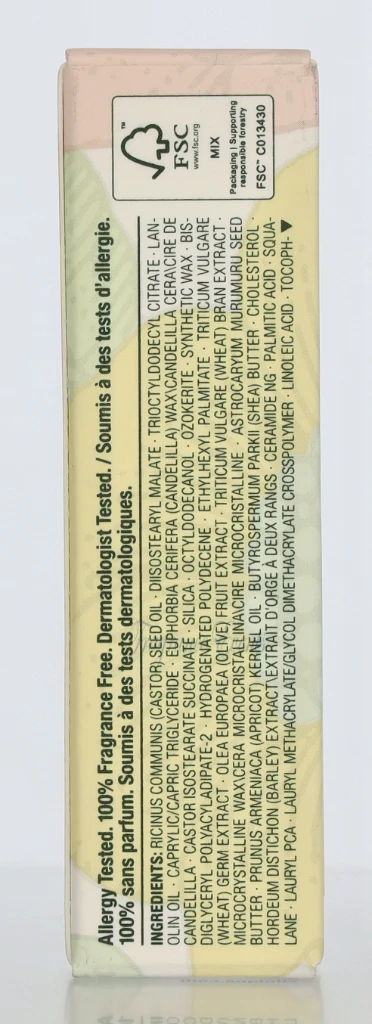 Allergy Tested. 100% Fragrance Free. Dermatologist Tested. / Soumis à des tests d'allergie.
100% sans parfum. Soumis à des tests dermatologiques.
INGREDIENTS: RICINUS COMMUNIS (CASTOR) SEED OIL · DIISOSTEARYL MALATE · TRIOCTYLDODECYL CITRATE · LAN-
OLIN OIL · CAPRYLIC/CAPRIC TRIGLYCERIDE · EUPHORBIA CERIFERA (CANDELILLA) WAX\CANDELILLA CERA\CIRE DE
CANDELILLA · CASTOR ISOSTEARATE SUCCINATE · SILICA · OCTYLDODECANOL · OZOKERITE · SYNTHETIC WAX · BIS-
DIGLYCERYL POLYACYLADIPATE-2 · HYDROGENATED POLYDECENE · ETHYLHEXYL PALMITATE · TRITICUM VULGARE
(WHEAT) GERM EXTRACT · OLEA EUROPAEA (OLIVE) FRUIT EXTRACT · TRITICUM VULGARE (WHEAT) BRAN EXTRACT ·
MICROCRYSTALLINE WAX\CERA MICROCRISTALLINA\CIRE MICROCRISTALLINE · ASTROCARYUM MURUMURU SEED
BUTTER · PRUNUS ARMENIACA (APRICOT) KERNEL OIL · BUTYROSPERMUM PARKII (SHEA) BUTTER · CHOLESTEROL ·
HORDEUM DISTICHON (BARLEY) EXTRACT\EXTRAIT D'ORGE À DEUX RANGS · CERAMIDE NG · PALMITIC ACID · SQUA-
LANE · LAURYL PCA · LAURYL METHACRYLATE/GLYCOL DIMETHACRYLATE CROSSPOLYMER · LINOLEIC ACID · TOCOPH-▼
™
FSC
www.fsc.org
MIX
Packaging | Supporting
responsible forestry
FSC™ C013430